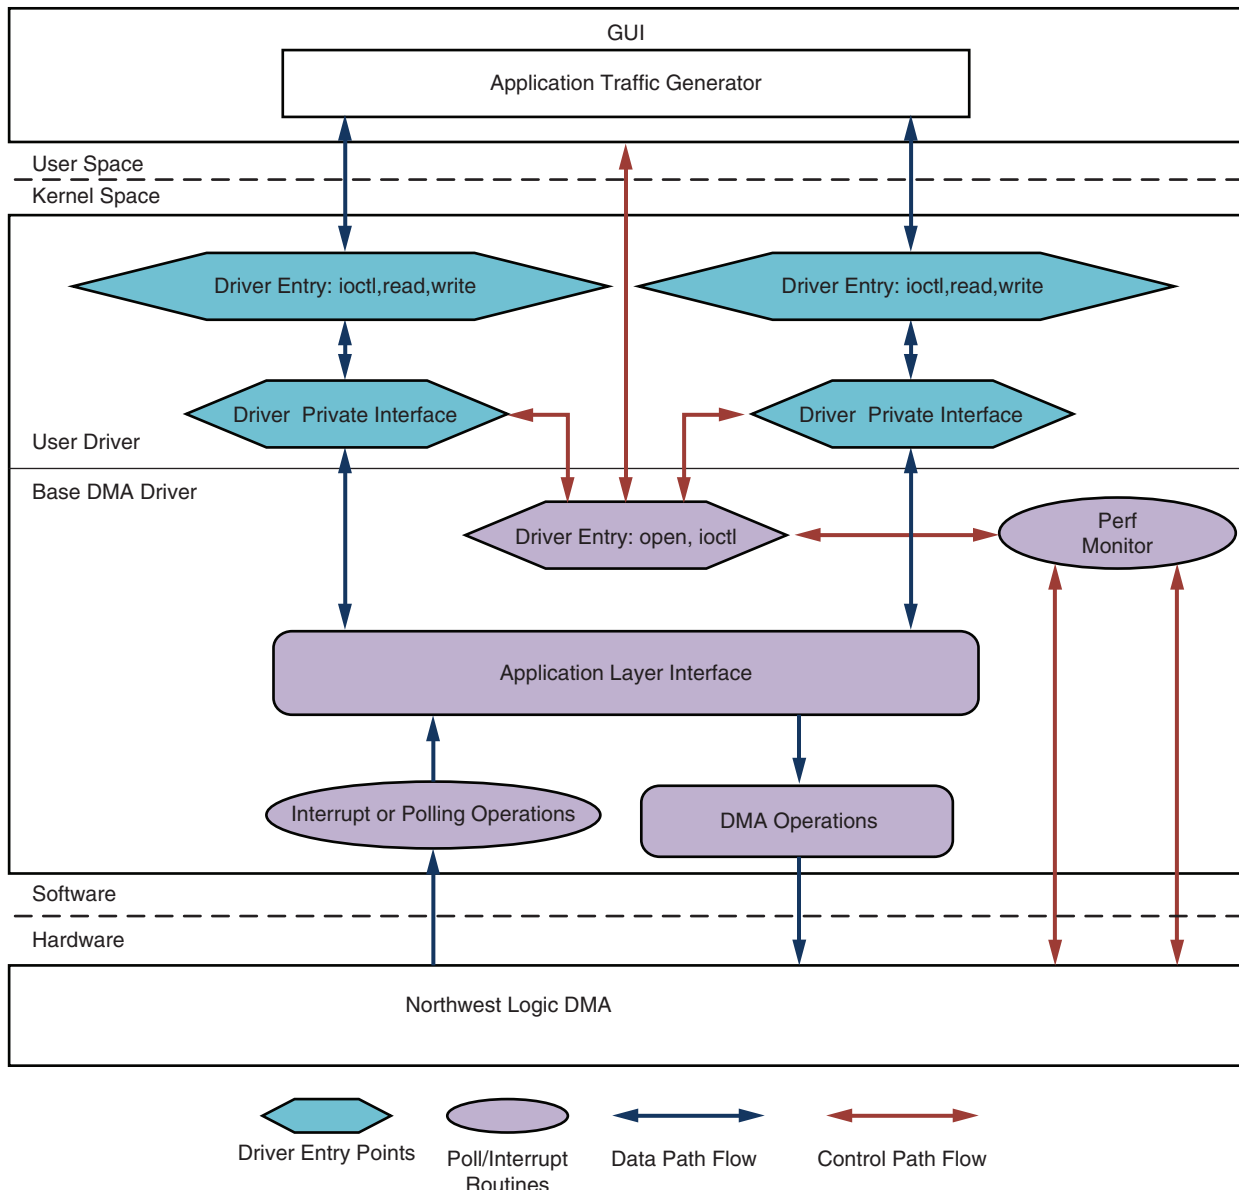 GUI
Application Traffic Generator
User Space
Kernel Space
Driver Entry: ioctl,read,write
Driver Entry: ioctl,read,write
Driver  Private Interface
Driver  Private Interface
User Driver
Base DMA Driver
Driver Entry: open, ioctl
Perf
Monitor
Application Layer Interface
Interrupt or Polling Operations
DMA Operations
Software
Hardware
Northwest Logic DMA
Driver Entry Points
Poll/Interrupt
Routines
Data Path Flow
Control Path Flow